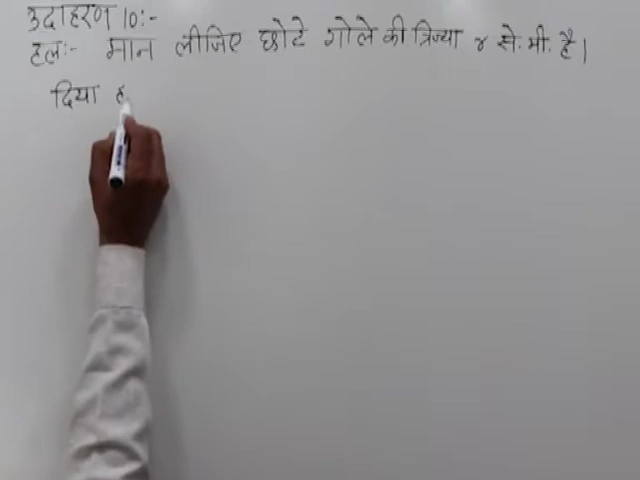 उदाहरण 10:-
हल:- मान लीजिए छोटे गोले की त्रिज्या r से. मी. है।
दिया ह